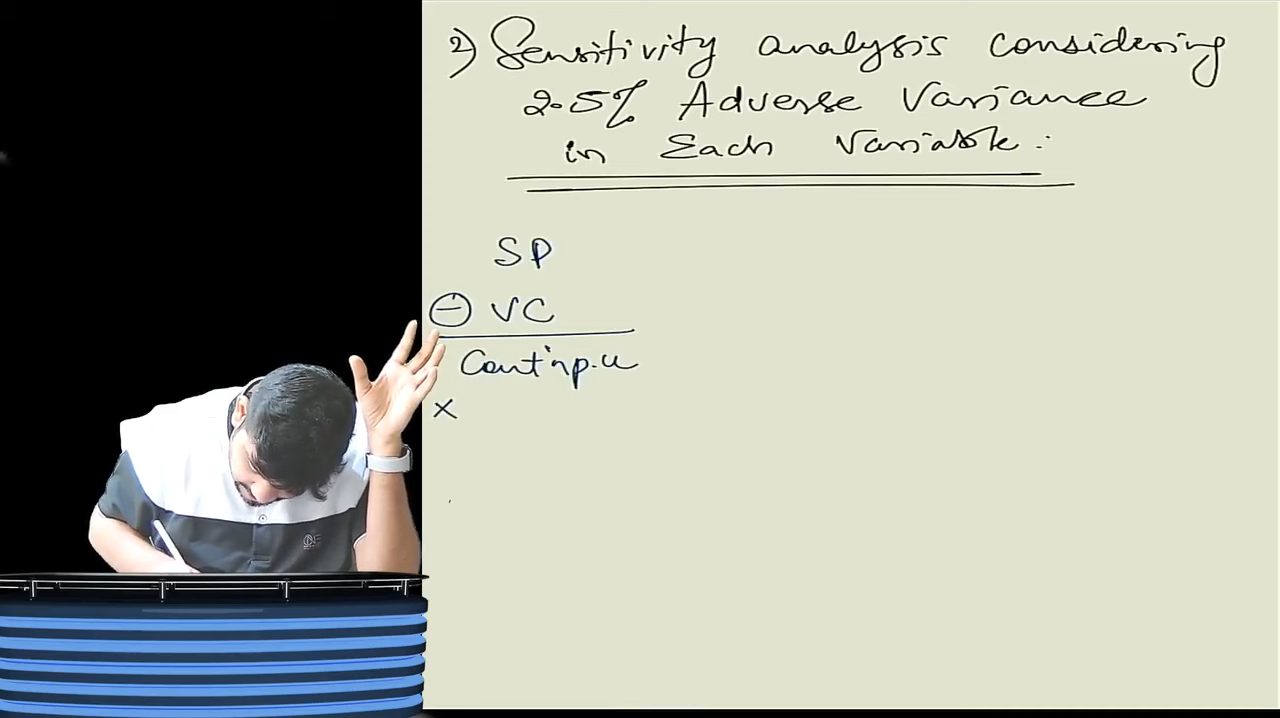 2) Sensitivity analysis considering
2.5% Adverse Variance
in Each Variable :
SP
⊖ VC
Cont'n p.u
×